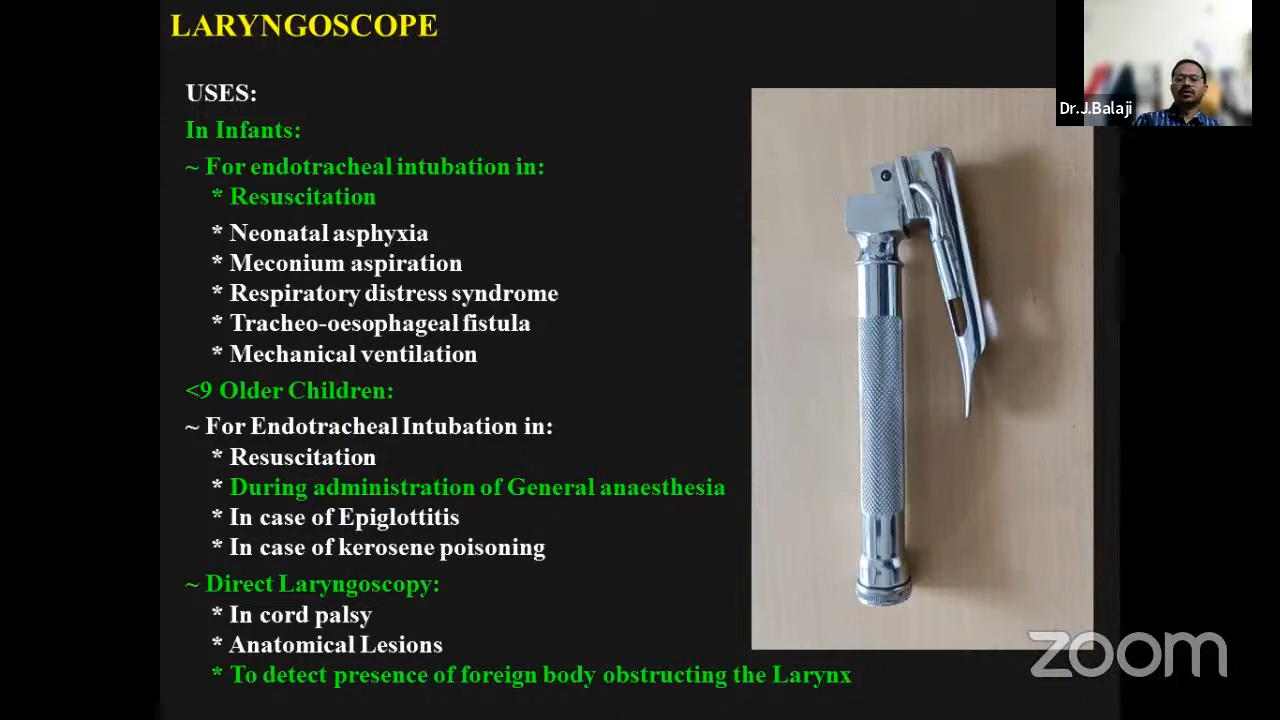 LARYNGOSCOPE
USES:
In Infants:
~ For endotracheal intubation in:
* Resuscitation
* Neonatal asphyxia
* Meconium aspiration
* Respiratory distress syndrome
* Tracheo-oesophageal fistula
* Mechanical ventilation
<9 Older Children:
~ For Endotracheal Intubation in:
* Resuscitation
* During administration of General anaesthesia
* In case of Epiglottitis
* In case of kerosene poisoning
~ Direct Laryngoscopy:
* In cord palsy
* Anatomical Lesions
* To detect presence of foreign body obstructing the Larynx
Dr.J.Balaji
zoom